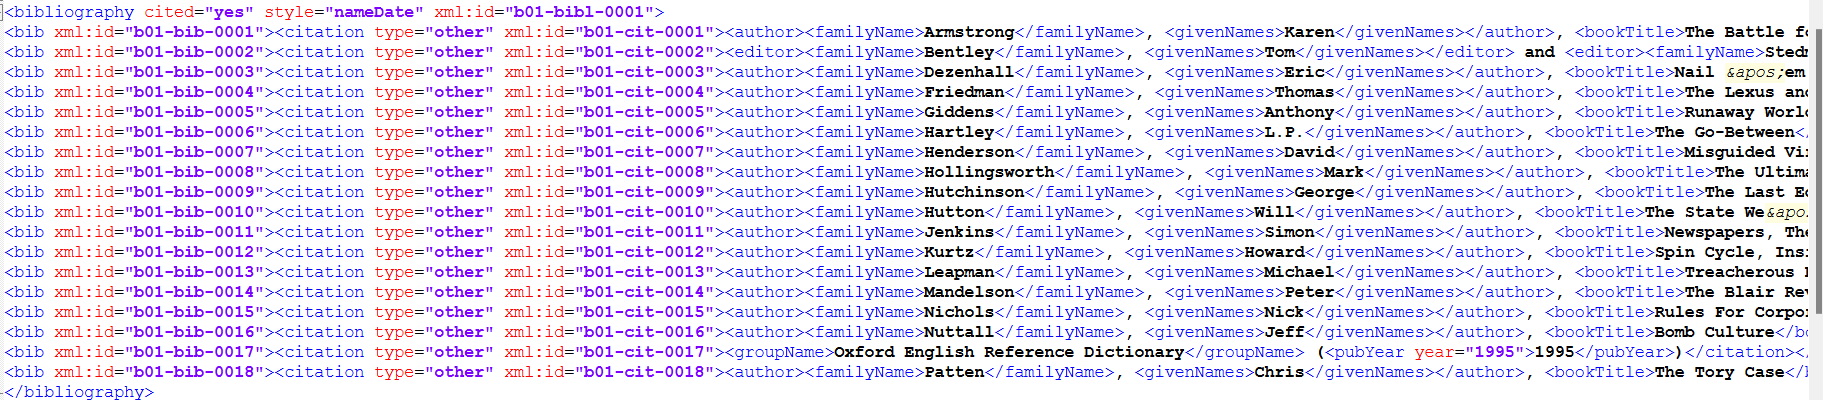 <bibliography cited="yes" style="nameDate" xml:id="b01-bibl-0001">
<bib xml:id="b01-bib-0001"><citation type="other" xml:id="b01-cit-0001"><author><familyName>Armstrong</familyName>, <givenNames>Karen</givenNames></author>, <bookTitle>The Battle
<bib xml:id="b01-bib-0002"><citation type="other" xml:id="b01-cit-0002"><editor><familyName>Bentley</familyName>, <givenNames>Tom</givenNames></editor> and <editor><familyName>
<bib xml:id="b01-bib-0003"><citation type="other" xml:id="b01-cit-0003"><author><familyName>Dezenhall</familyName>, <givenNames>Eric</givenNames></author>, <bookTitle>Nail &apos;em
<bib xml:id="b01-bib-0004"><citation type="other" xml:id="b01-cit-0004"><author><familyName>Friedman</familyName>, <givenNames>Thomas</givenNames></author>, <bookTitle>The Lexus and
<bib xml:id="b01-bib-0005"><citation type="other" xml:id="b01-cit-0005"><author><familyName>Giddens</familyName>, <givenNames>Anthony</givenNames></author>, <bookTitle>Runaway World
<bib xml:id="b01-bib-0006"><citation type="other" xml:id="b01-cit-0006"><author><familyName>Hartley</familyName>, <givenNames>L.P.</givenNames></author>, <bookTitle>The Go-Between</
<bib xml:id="b01-bib-0007"><citation type="other" xml:id="b01-cit-0007"><author><familyName>Henderson</familyName>, <givenNames>David</givenNames></author>, <bookTitle>Misguided
<bib xml:id="b01-bib-0008"><citation type="other" xml:id="b01-cit-0008"><author><familyName>Hollingsworth</familyName>, <givenNames>Mark</givenNames></author>, <bookTitle>The Ultima
<bib xml:id="b01-bib-0009"><citation type="other" xml:id="b01-cit-0009"><author><familyName>Hutchinson</familyName>, <givenNames>George</givenNames></author>, <bookTitle>The Last
<bib xml:id="b01-bib-0010"><citation type="other" xml:id="b01-cit-0010"><author><familyName>Hutton</familyName>, <givenNames>Will</givenNames></author>, <bookTitle>The State We&apo
<bib xml:id="b01-bib-0011"><citation type="other" xml:id="b01-cit-0011"><author><familyName>Jenkins</familyName>, <givenNames>Simon</givenNames></author>, <bookTitle>Newspapers, The
<bib xml:id="b01-bib-0012"><citation type="other" xml:id="b01-cit-0012"><author><familyName>Kurtz</familyName>, <givenNames>Howard</givenNames></author>, <bookTitle>Spin Cycle, Insi
<bib xml:id="b01-bib-0013"><citation type="other" xml:id="b01-cit-0013"><author><familyName>Leapman</familyName>, <givenNames>Michael</givenNames></author>, <bookTitle>Treacherous
<bib xml:id="b01-bib-0014"><citation type="other" xml:id="b01-cit-0014"><author><familyName>Mandelson</familyName>, <givenNames>Peter</givenNames></author>, <bookTitle>The Blair Rev
<bib xml:id="b01-bib-0015"><citation type="other" xml:id="b01-cit-0015"><author><familyName>Nichols</familyName>, <givenNames>Nick</givenNames></author>, <bookTitle>Rules For Corpo
<bib xml:id="b01-bib-0016"><citation type="other" xml:id="b01-cit-0016"><author><familyName>Nuttall</familyName>, <givenNames>Jeff</givenNames></author>, <bookTitle>Bomb Culture</bo
<bib xml:id="b01-bib-0017"><citation type="other" xml:id="b01-cit-0017"><groupName>Oxford English Reference Dictionary</groupName> (<pubYear year="1995">1995</pubYear>)</citation></
<bib xml:id="b01-bib-0018"><citation type="other" xml:id="b01-cit-0018"><author><familyName>Patten</familyName>, <givenNames>Chris</givenNames></author>, <bookTitle>The Tory Case</
</bibliography>